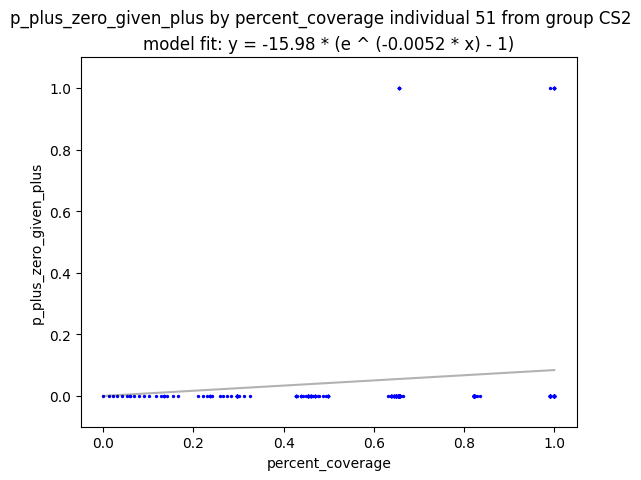 p_plus_zero_given_plus by percent_coverage individual 51 from group CS2
model fit: y = -15.98 * (e ^ (-0.0052 * x) - 1)
p_plus_zero_given_plus
1.0
0.8
0.6
0.4
0.2
0.0
0.0 0.2 0.4 0.6 0.8 1.0
percent_coverage